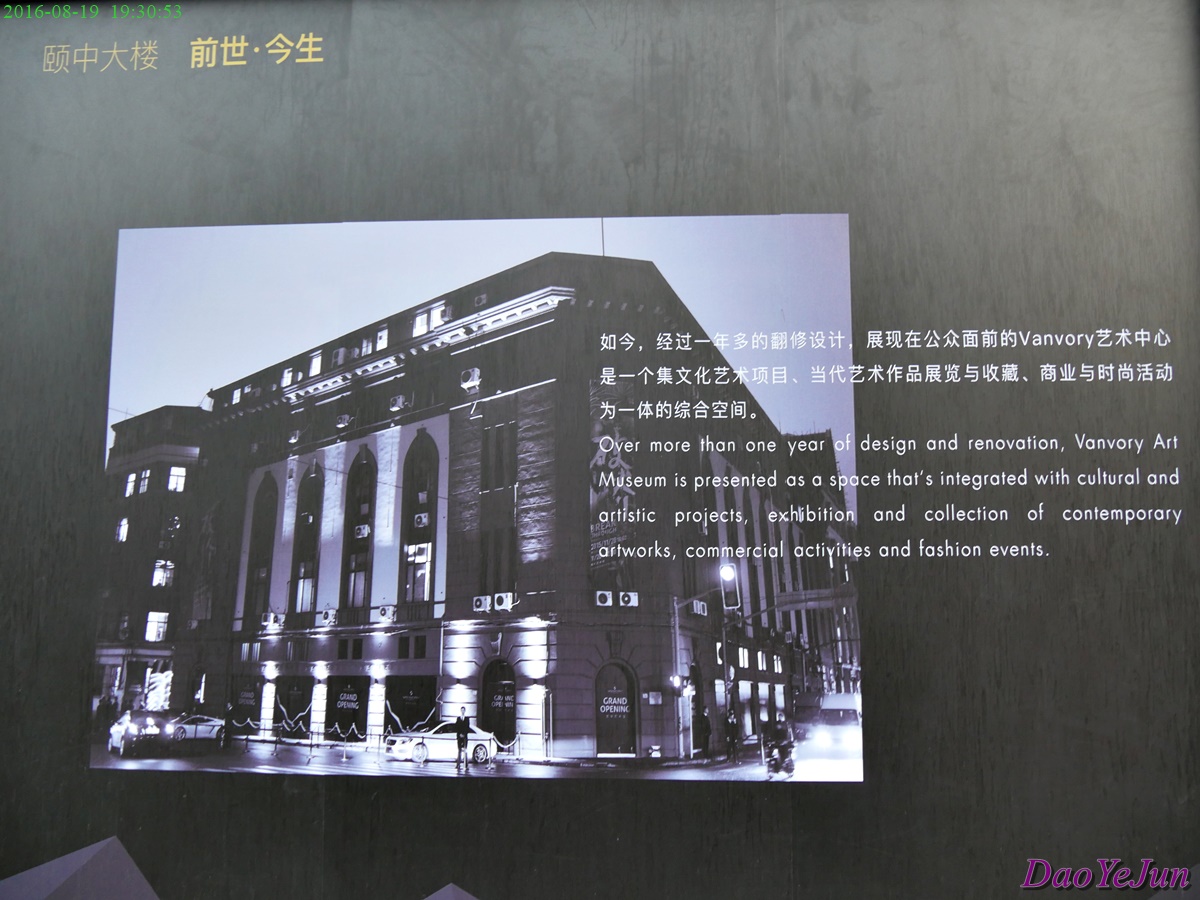 2016-08-19 19:30:53
颐中大楼 前世·今生
如今，经过一年多的翻修设计，展现在公众面前的Vanvory艺术中心
是一个集文化艺术项目、当代艺术作品展览与收藏、商业与时尚活动
为一体的综合空间。
Over more than one year of design and renovation, Vanvory Art
Museum is presented as a space that's integrated with cultural and
artistic projects, exhibition and collection of contemporary
artworks, commercial activities and fashion events.
GRAND
OPENING
GRAND
OPENING
GRAND
OPENING
DaoYeJun